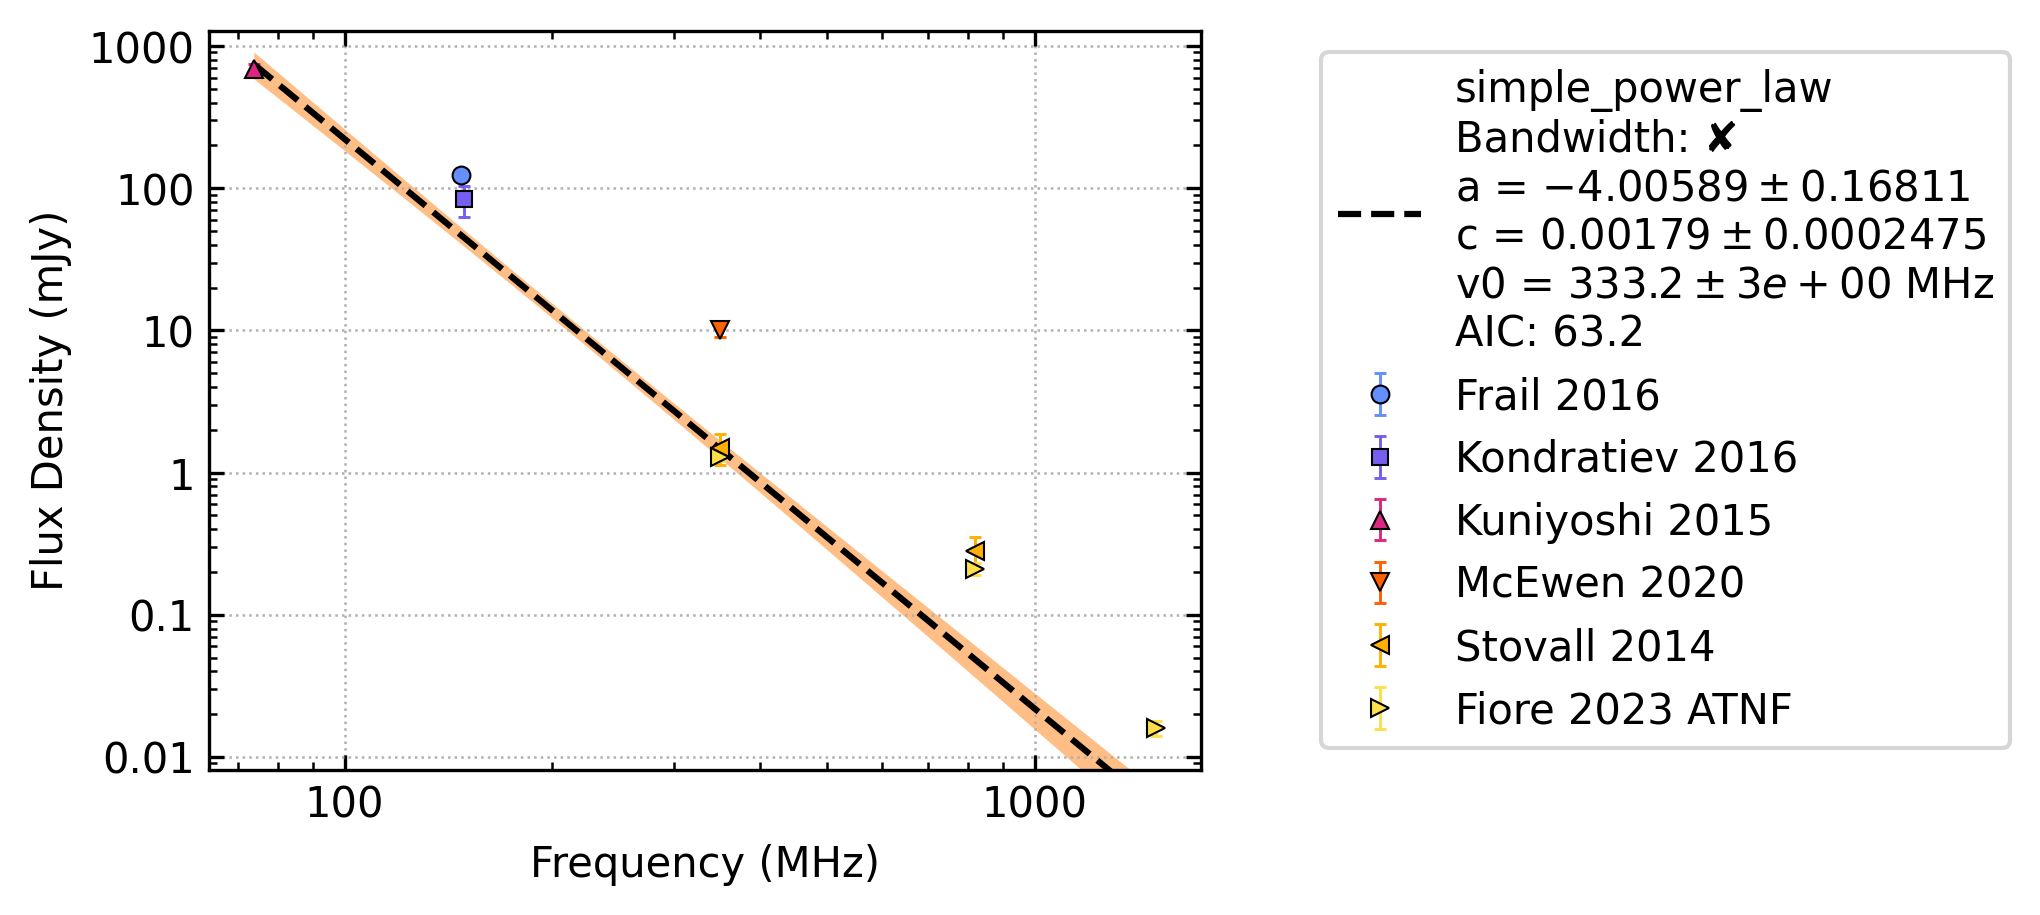 1000
100
10
1
0.1
0.01
Flux Density (mJy)
100
1000
Frequency (MHz)
simple_power_law
Bandwidth: ✘
a = −4.00589 ± 0.16811
c = 0.00179 ± 0.0002475
v0 = 333.2 ± 3e + 00 MHz
AIC: 63.2
Frail 2016
Kondratiev 2016
Kuniyoshi 2015
McEwen 2020
Stovall 2014
Fiore 2023 ATNF